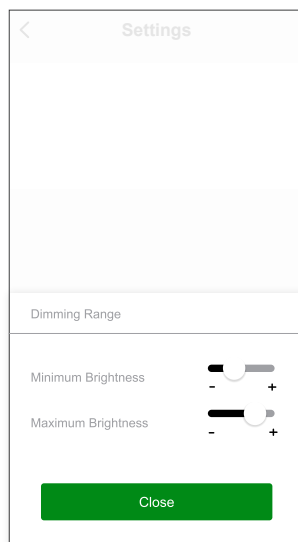 Settings
Dimming Range
Minimum Brightness
- +
Maximum Brightness
- +
Close